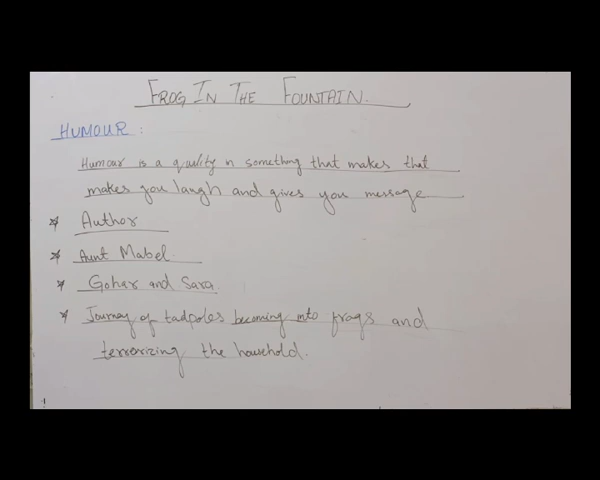 FROG IN THE FOUNTAIN.
HUMOUR :
Humour is a quality in something that makes that
makes you laugh and gives you message
* Author
* Aunt Mabel.
* Gohar and Sara
* Journey of tadpoles becoming into frogs and
terrorizing the household.